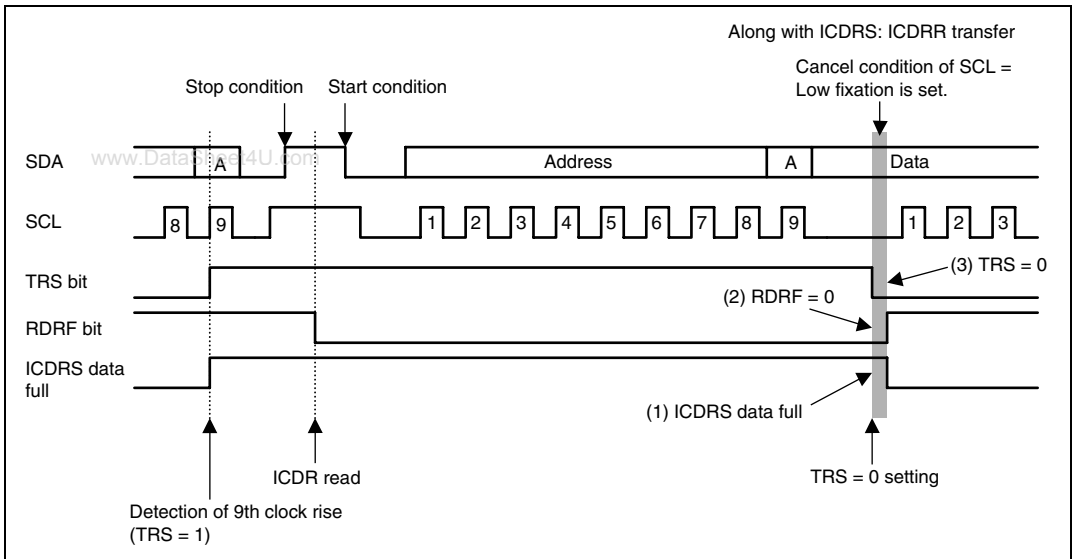 Along with ICDRS: ICDRR transfer
Cancel condition of SCL =
Low fixation is set.
Stop condition
Start condition
SDA
www.DataSheet4U.com
A
Address
A
Data
SCL
8
9
1
2
3
4
5
6
7
8
9
1
2
3
TRS bit
(3) TRS = 0
(2) RDRF = 0
RDRF bit
ICDRS data
full
(1) ICDRS data full
ICDR read
TRS = 0 setting
Detection of 9th clock rise
(TRS = 1)